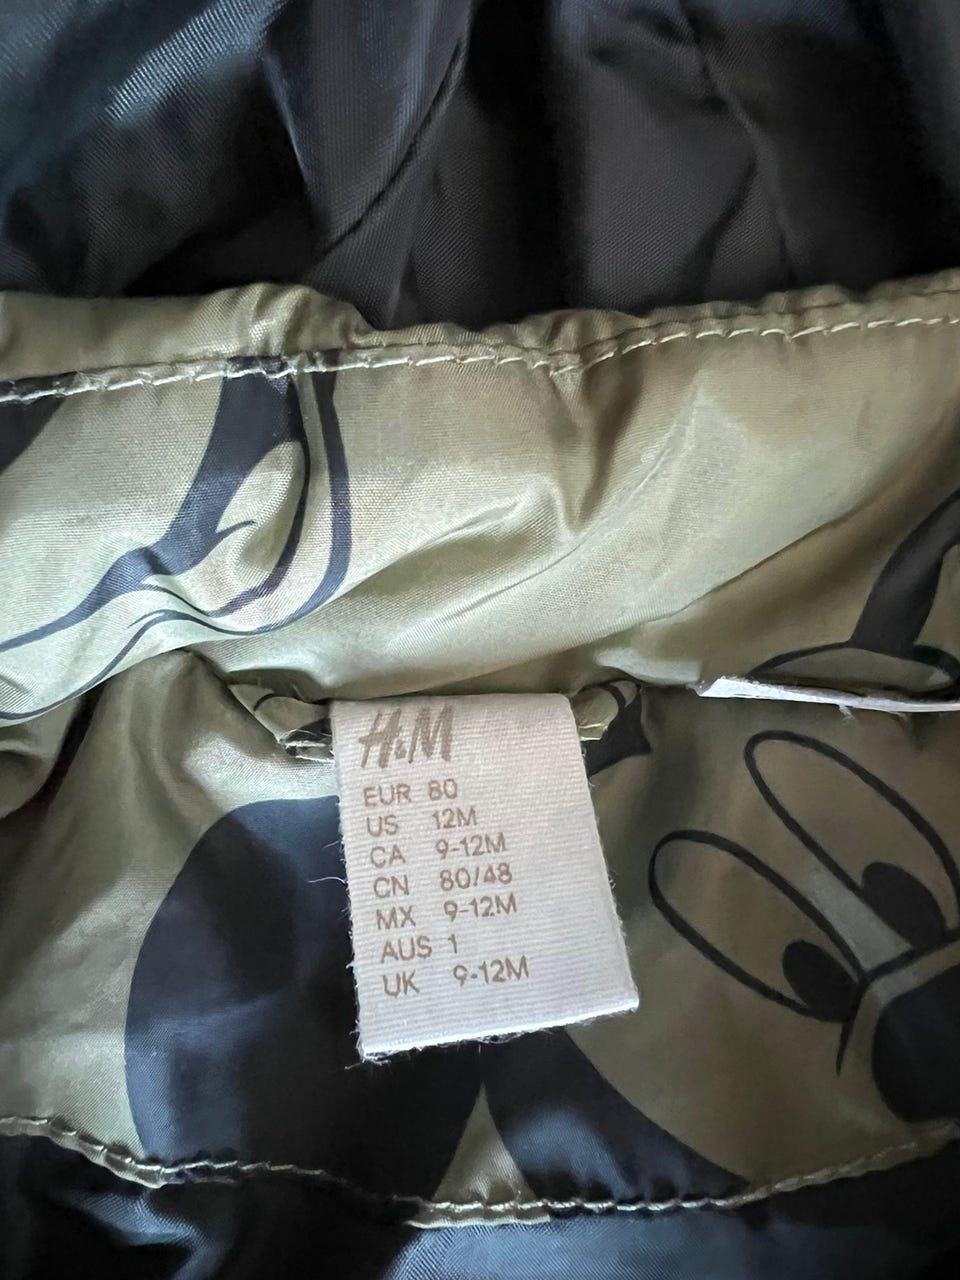 H&M
EUR 80
US 12M
CA 9-12M
CN 80/48
MX 9-12M
AUS 1
UK 9-12M